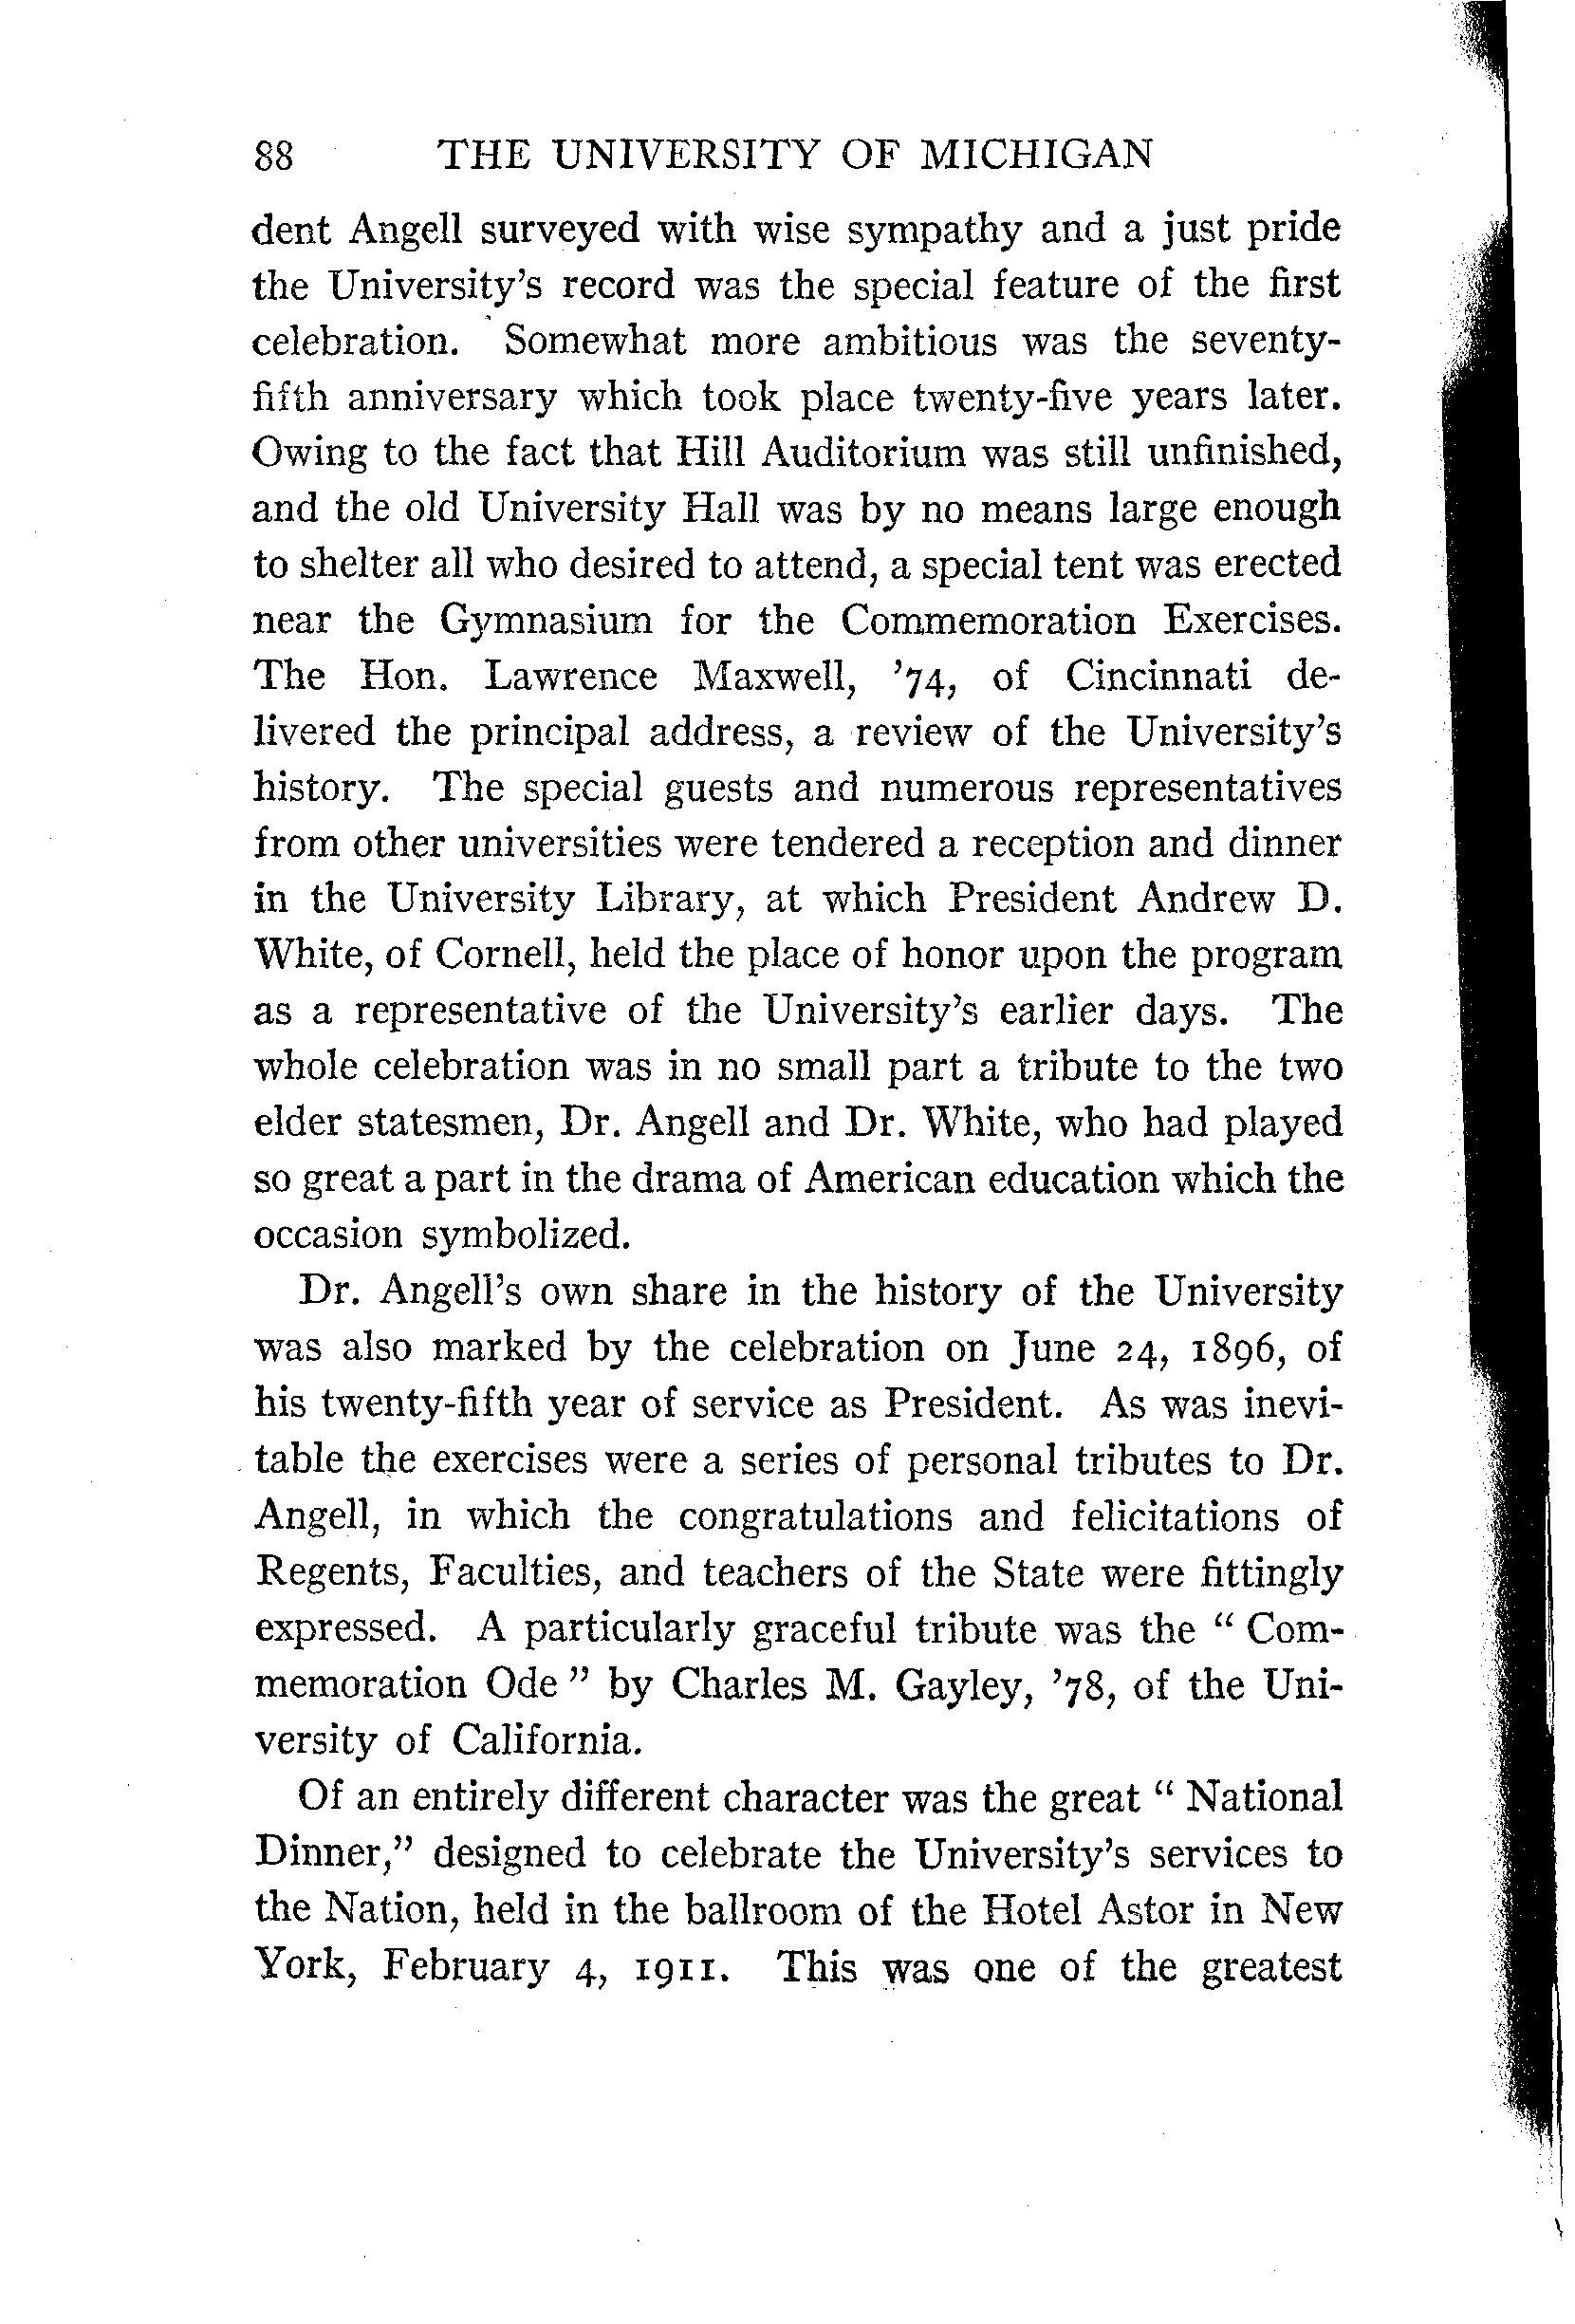 88 THE UNIVERSITY OF MICHIGAN
dent Angell surveyed with wise sympathy and a just pride
the University's record was the special feature of the first
celebration. Somewhat more ambitious was the seventy-
fifth anniversary which took place twenty-five years later.
Owing to the fact that Hill Auditorium was still unfinished,
and the old University Hall was by no means large enough
to shelter all who desired to attend, a special tent was erected
near the Gymnasium for the Commemoration Exercises.
The Hon. Lawrence Maxwell, '74, of Cincinnati de-
livered the principal address, a review of the University's
history. The special guests and numerous representatives
from other universities were tendered a reception and dinner
in the University Library, at which President Andrew D.
White, of Cornell, held the place of honor upon the program
as a representative of the University's earlier days. The
whole celebration was in no small part a tribute to the two
elder statesmen, Dr. Angell and Dr. White, who had played
so great a part in the drama of American education which the
occasion symbolized.
Dr. Angell's own share in the history of the University
was also marked by the celebration on June 24, 1896, of
his twenty-fifth year of service as President. As was inevi-
table the exercises were a series of personal tributes to Dr.
Angell, in which the congratulations and felicitations of
Regents, Faculties, and teachers of the State were fittingly
expressed. A particularly graceful tribute was the " Com-
memoration Ode " by Charles M. Gayley, '78, of the Uni-
versity of California.
Of an entirely different character was the great " National
Dinner," designed to celebrate the University's services to
the Nation, held in the ballroom of the Hotel Astor in New
York, February 4, 1911. This was one of the greatest